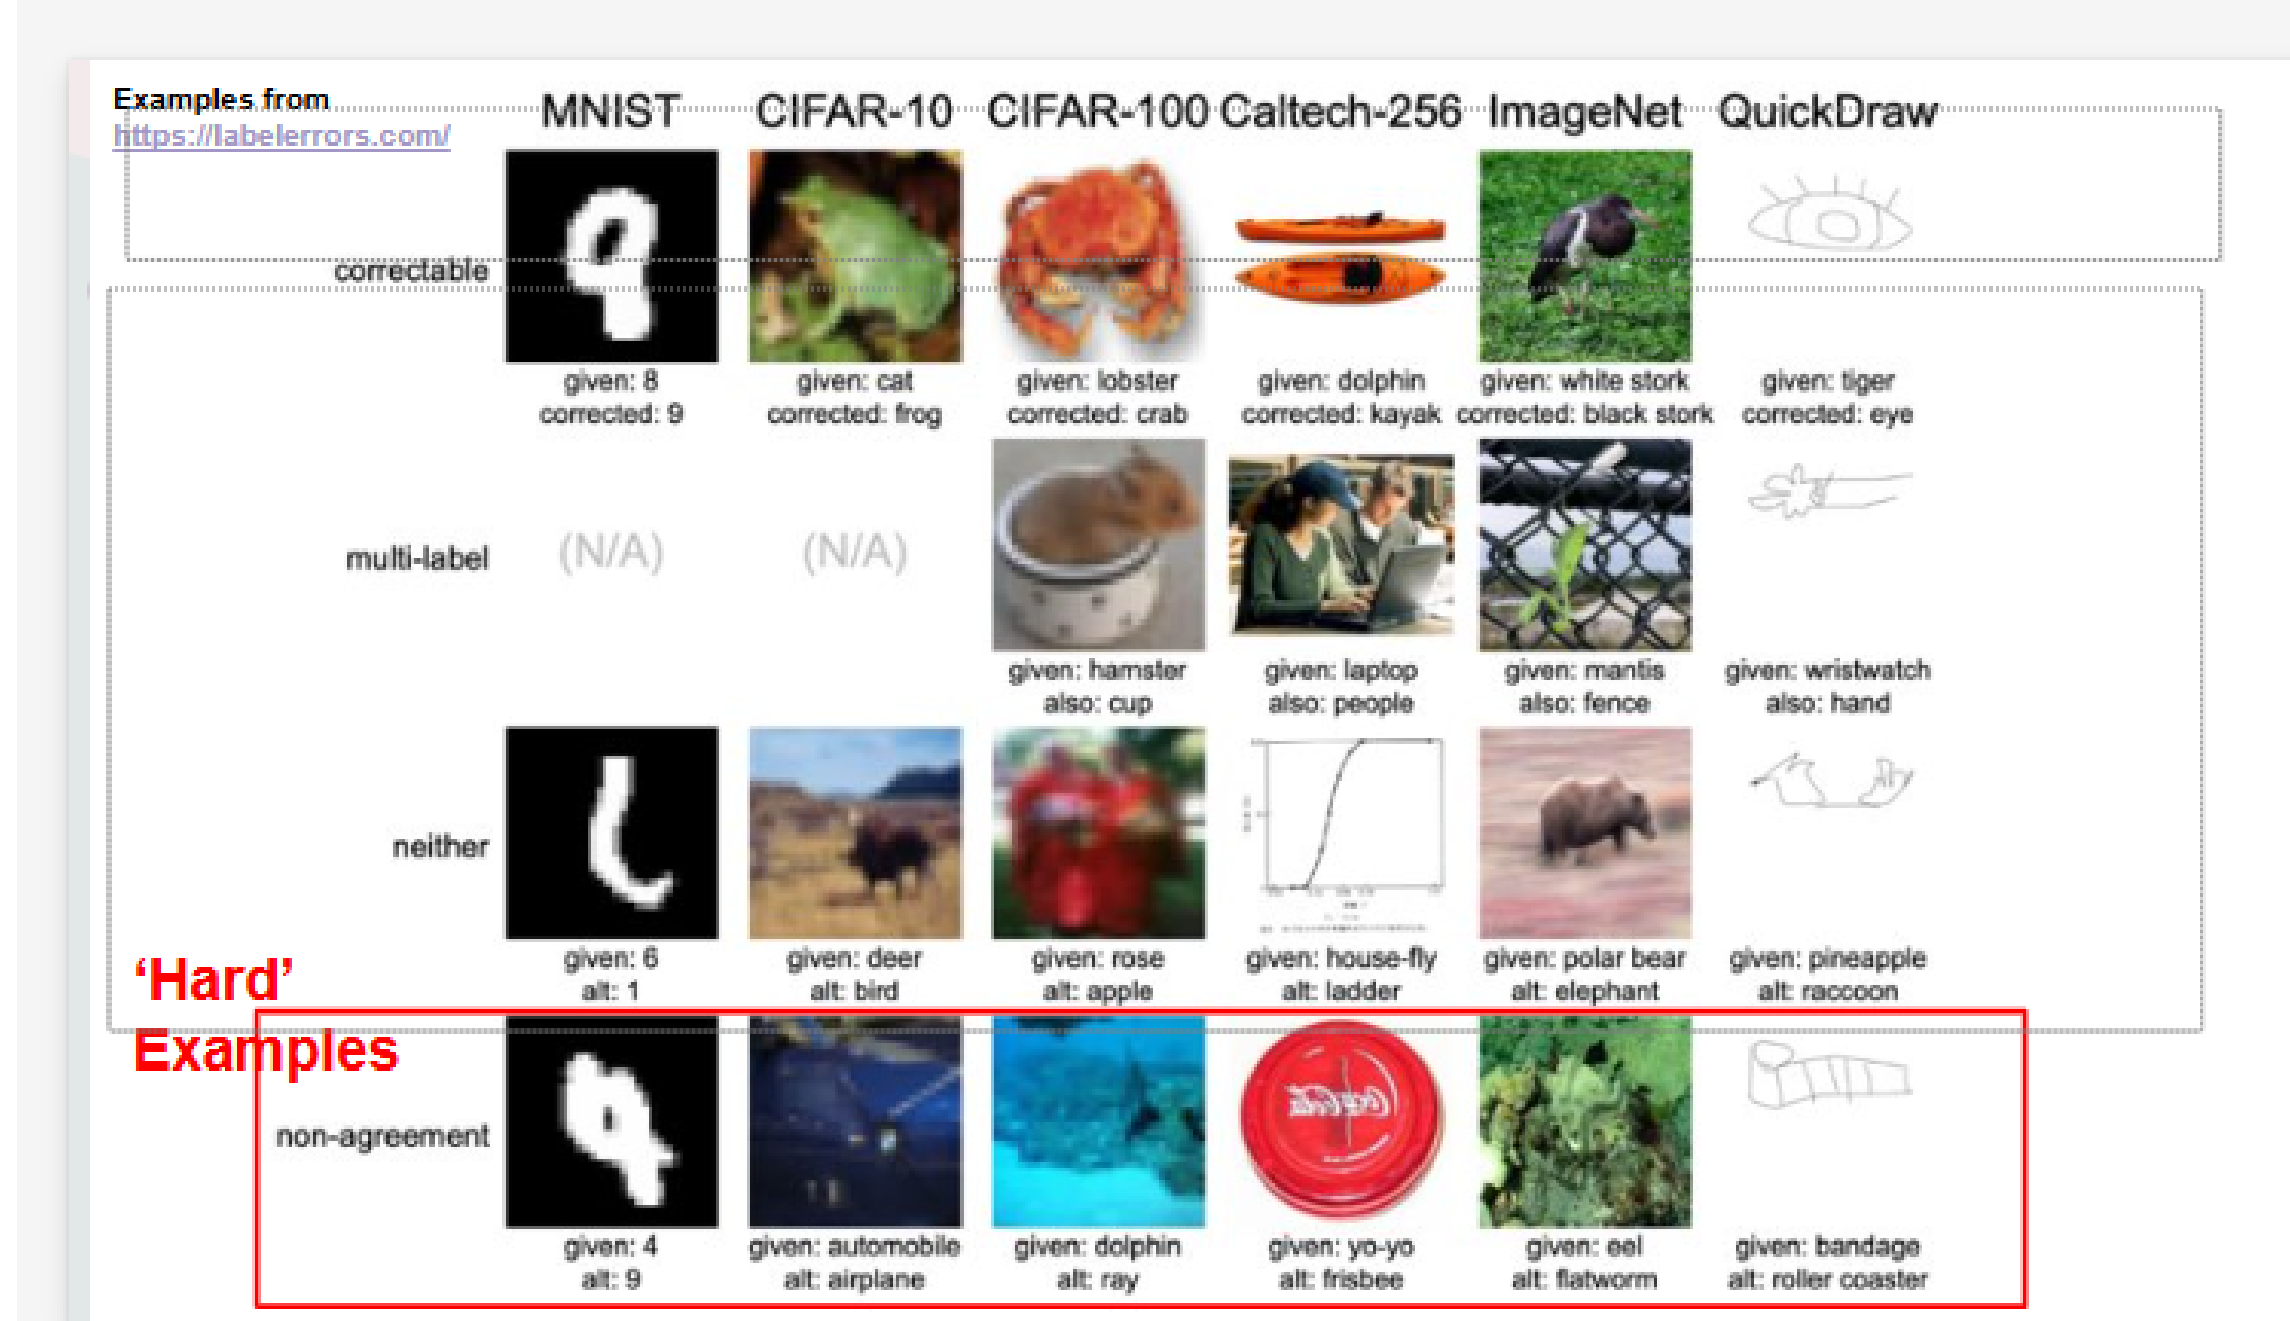 Examples from
https://labelerrors.com/
MNIST CIFAR-10 CIFAR-100 Caltech-256 ImageNet QuickDraw
correctable
given: 8 given: cat given: lobster given: dolphin given: white stork given: tiger
corrected: 9 corrected: frog corrected: crab corrected: kayak corrected: black stork corrected: eye
multi-label (N/A) (N/A)
given: hamster given: laptop given: mantis given: wristwatch
also: cup also: people also: fence also: hand
neither
given: 6 given: deer given: rose given: house-fly given: polar bear given: pineapple
alt: 1 alt: bird alt: apple alt: ladder alt: elephant alt: raccoon
‘Hard’
Examples
non-agreement
Coca-Cola
given: 4 given: automobile given: dolphin given: yo-yo given: eel given: bandage
alt: 9 alt: airplane alt: ray alt: frisbee alt: flatworm alt: roller coaster